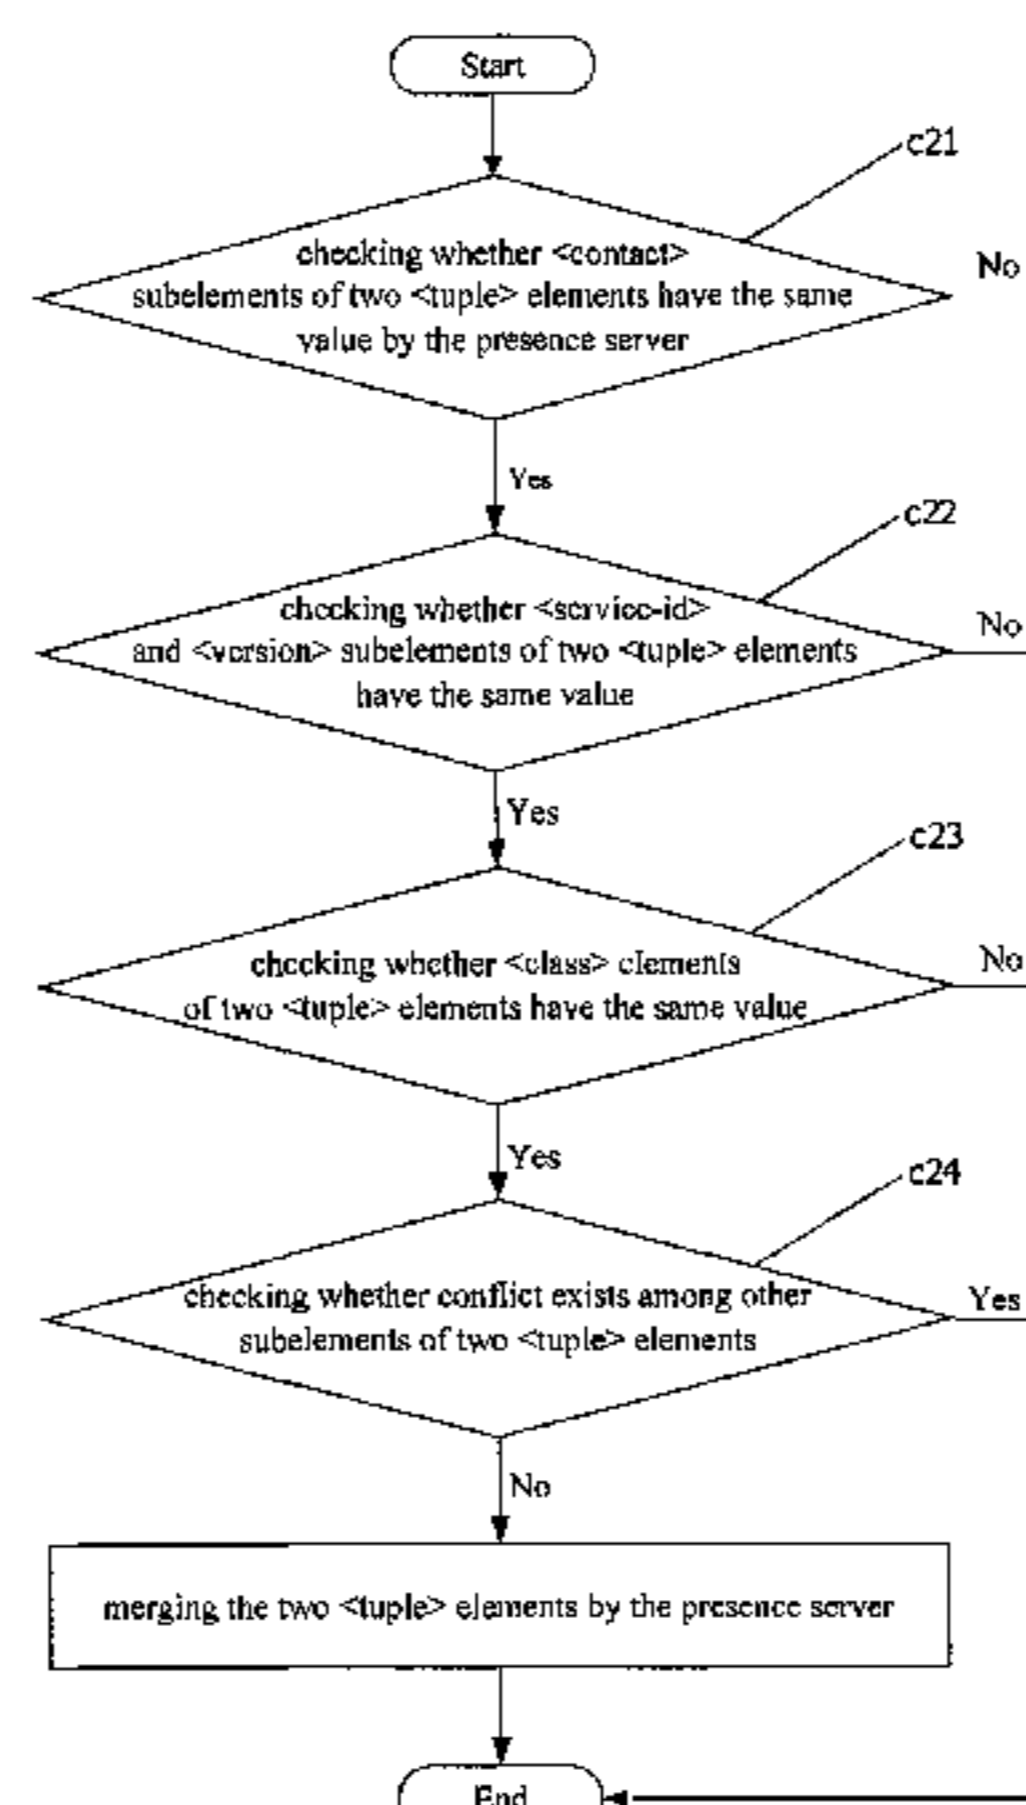 Start
c21
checking whether <contact>
subelements of two <tuple> elements have the same
value by the presence server
No
Yes
c22
checking whether <service-id>
and <version> subelements of two <tuple> elements
have the same value
No
Yes
c23
checking whether <class> elements
of two <tuple> elements have the same value
No
Yes
c24
checking whether conflict exists among other
subelements of two <tuple> elements
Yes
No
merging the two <tuple> elements by the presence server
End